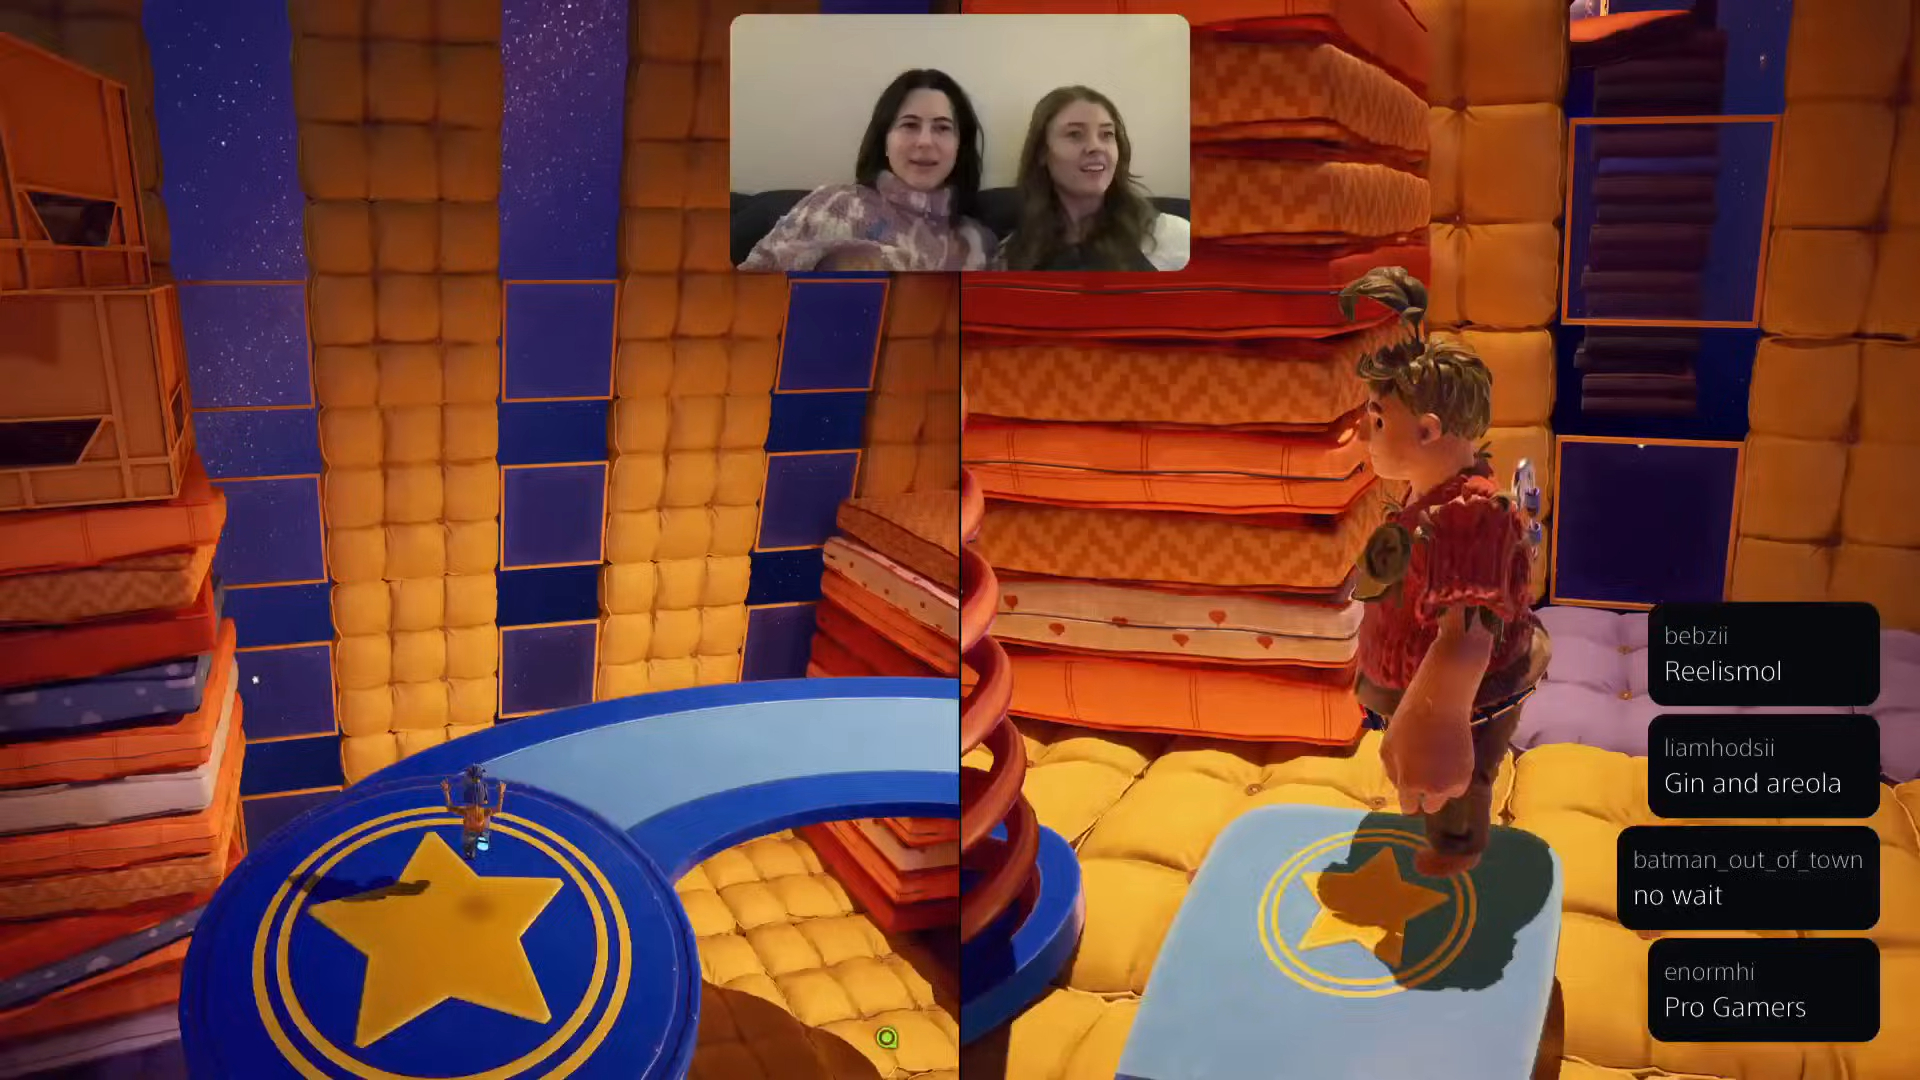 bebzii
Reelismol
liamhodsii
Gin and areola
batman_out_of_town
no wait
enormhi
Pro Gamers